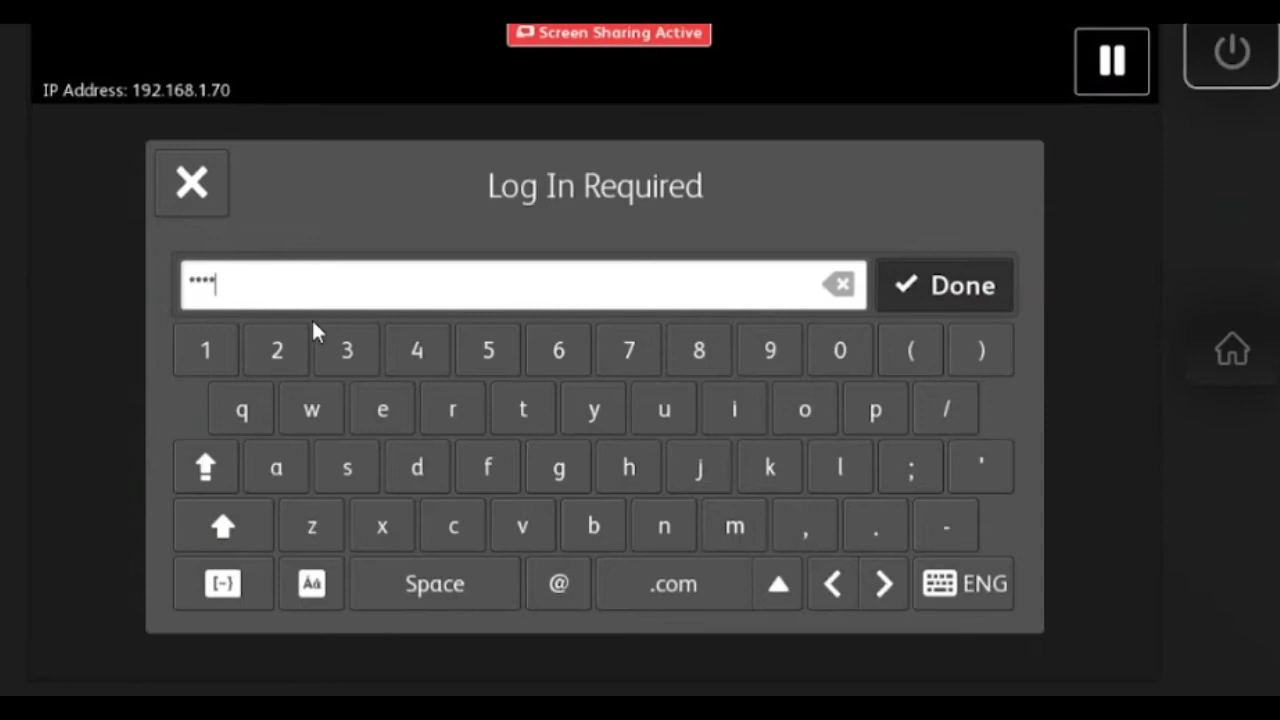 Screen Sharing Active
IP Address: 192.168.1.70
Log In Required
•••• Done
1 2 3 4 5 6 7 8 9 0 ( )
q w e r t y u i o p /
a s d f g h j k l ; '
z x c v b n m , . -
[~] Áá Space @ .com ENG